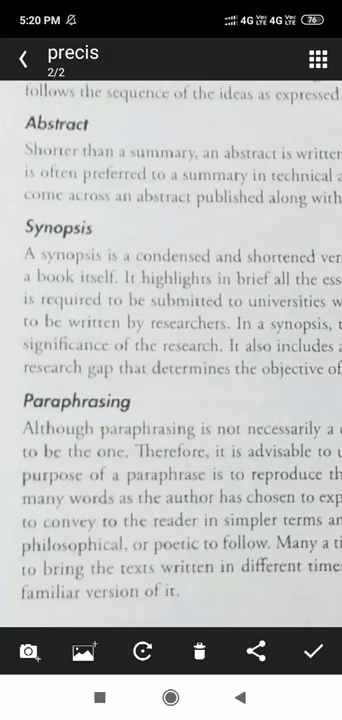 5:20 PM 4G 4G 76
precis
2/2
follows the sequence of the ideas as expressed
Abstract
Shorter than a summary, an abstract is written
is often preferred to a summary in technical
come across an abstract published along with
Synopsis
A synopsis is a condensed and shortened ver
a book itself. It highlights in brief all the ess
is required to be submitted to universities w
to be written by researchers. In a synopsis, t
significance of the research. It also includes
research gap that determines the objective of
Paraphrasing
Although paraphrasing is not necessarily a
to be the one. Therefore, it is advisable to u
purpose of a paraphrase is to reproduce th
many words as the author has chosen to exp
to convey to the reader in simpler terms an
philosophical, or poetic to follow. Many a ti
to bring the texts written in different time
familiar version of it.